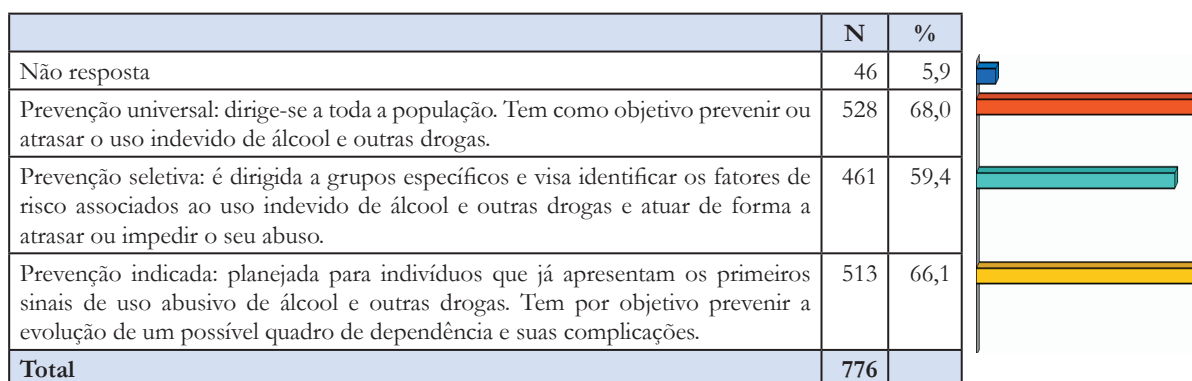 N %
Não resposta 46 5,9
Prevenção universal: dirige-se a toda a população. Tem como objetivo prevenir ou 528 68,0
atrasar o uso indevido de álcool e outras drogas.
Prevenção seletiva: é dirigida a grupos específicos e visa identificar os fatores de 461 59,4
risco associados ao uso indevido de álcool e outras drogas e atuar de forma a
atrasar ou impedir o seu abuso.
Prevenção indicada: planejada para indivíduos que já apresentam os primeiros 513 66,1
sinais de uso abusivo de álcool e outras drogas. Tem por objetivo prevenir a
evolução de um possível quadro de dependência e suas complicações.
Total 776